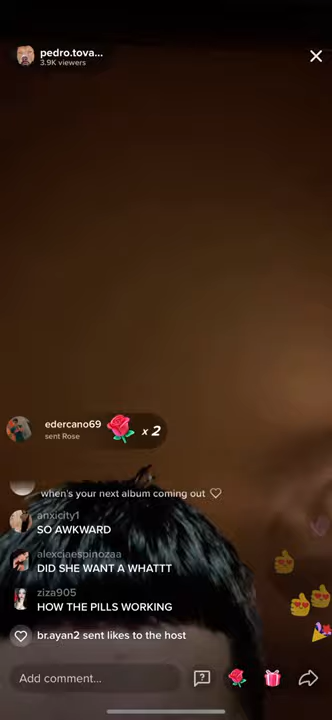 pedro.tova...
3.9K viewers
edercano69
sent Rose
x 2
when's your next album coming out
anxicity1
SO AWKWARD
alexciaespinozaa
DID SHE WANT A WHATTT
ziza905
HOW THE PILLS WORKING
br.ayan2 sent likes to the host
Add comment...